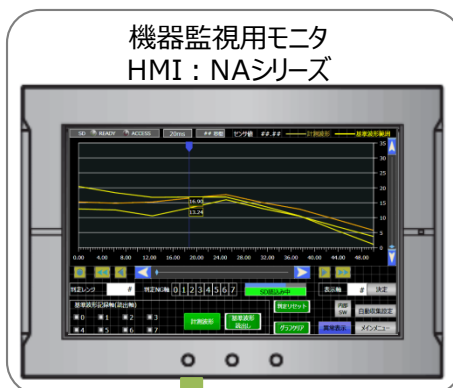 機器監視用モニタ
HMI：NAシリーズ
SD READY ACCESS 20ms ## 秒間 センサ値 ##.## 計測波形 基準波形範囲
35
30
25
20
15
10
5
0
16.90
13.24
0.00 4.00 8.00 12.00 16.00 20.00 24.00 28.00 32.00 36.00 40.00 44.00 48.00
判定レンジ # 判定NG軸 0 1 2 3 4 5 6 7 SD書込み中 表示軸 # 決定
基準波形記録軸(読出軸)
0 1 2 3
4 5 6 7
計測波形
基準波形
読出し
判定リセット
グラフクリア
内部
SW
自動収集設定
異常表示
メインメニュー